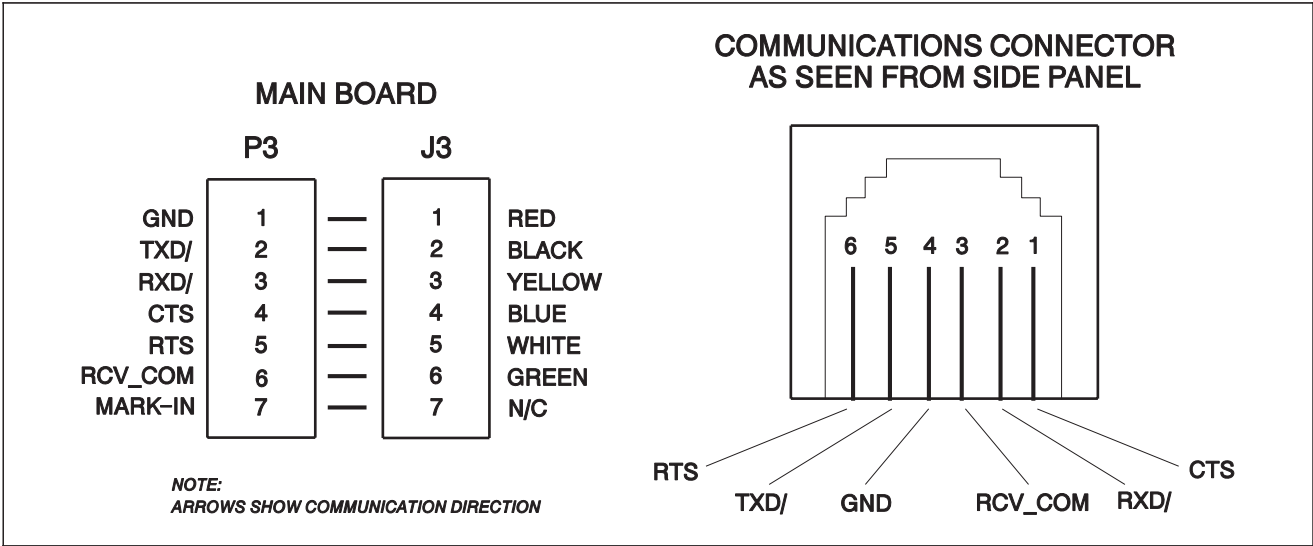 COMMUNICATIONS CONNECTOR
AS SEEN FROM SIDE PANEL
MAIN BOARD
P3 J3
GND 1 1 RED
TXD/ 2 2 BLACK
RXD/ 3 3 YELLOW
CTS 4 4 BLUE
RTS 5 5 WHITE
RCV_COM 6 6 GREEN
MARK-IN 7 7 N/C
NOTE:
ARROWS SHOW COMMUNICATION DIRECTION
6 5 4 3 2 1
RTS TXD/ GND RCV_COM RXD/ CTS